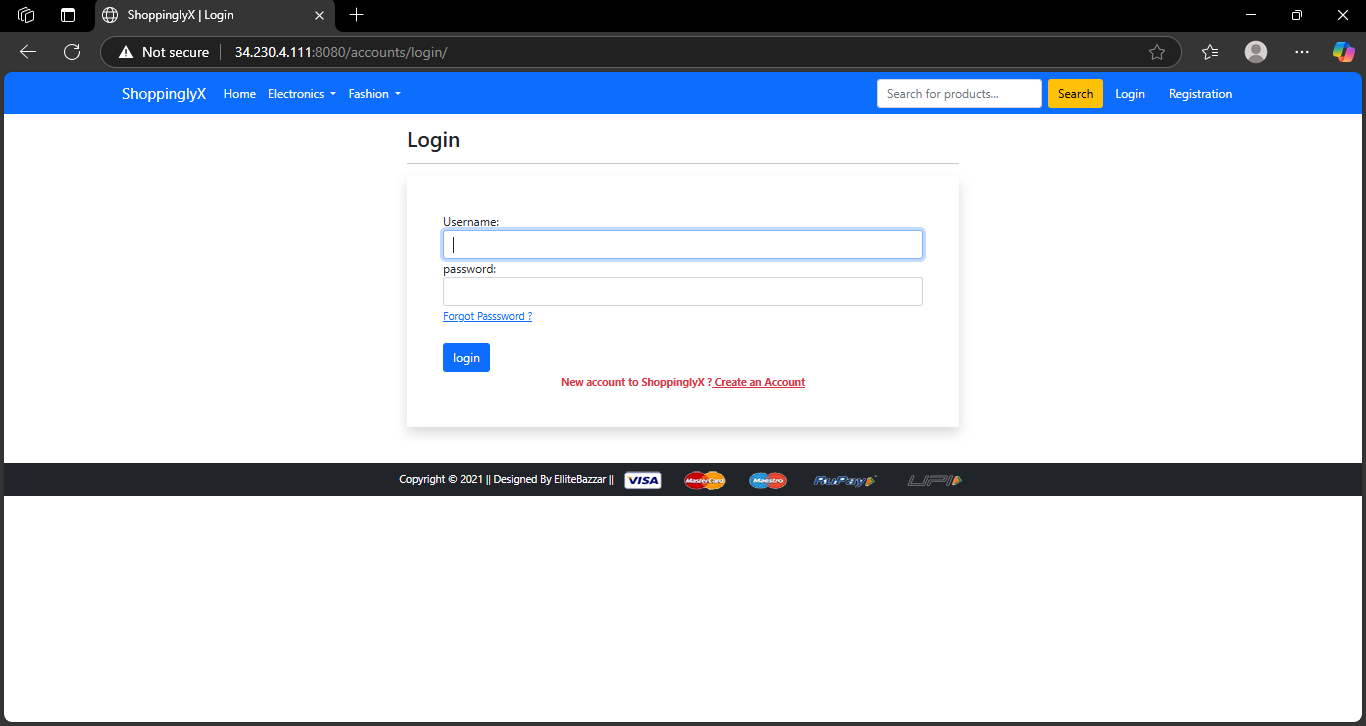 ShoppinglyX | Login
Not secure 34.230.4.111:8080/accounts/login/
ShoppinglyX Home Electronics Fashion Search for products... Search Login Registration
Login
Username:
password:
Forgot Passsword ?
login
New account to ShoppinglyX ? Create an Account
Copyright © 2021 || Designed By ElliteBazzar || VISA MasterCard Maestro RuPay UPI